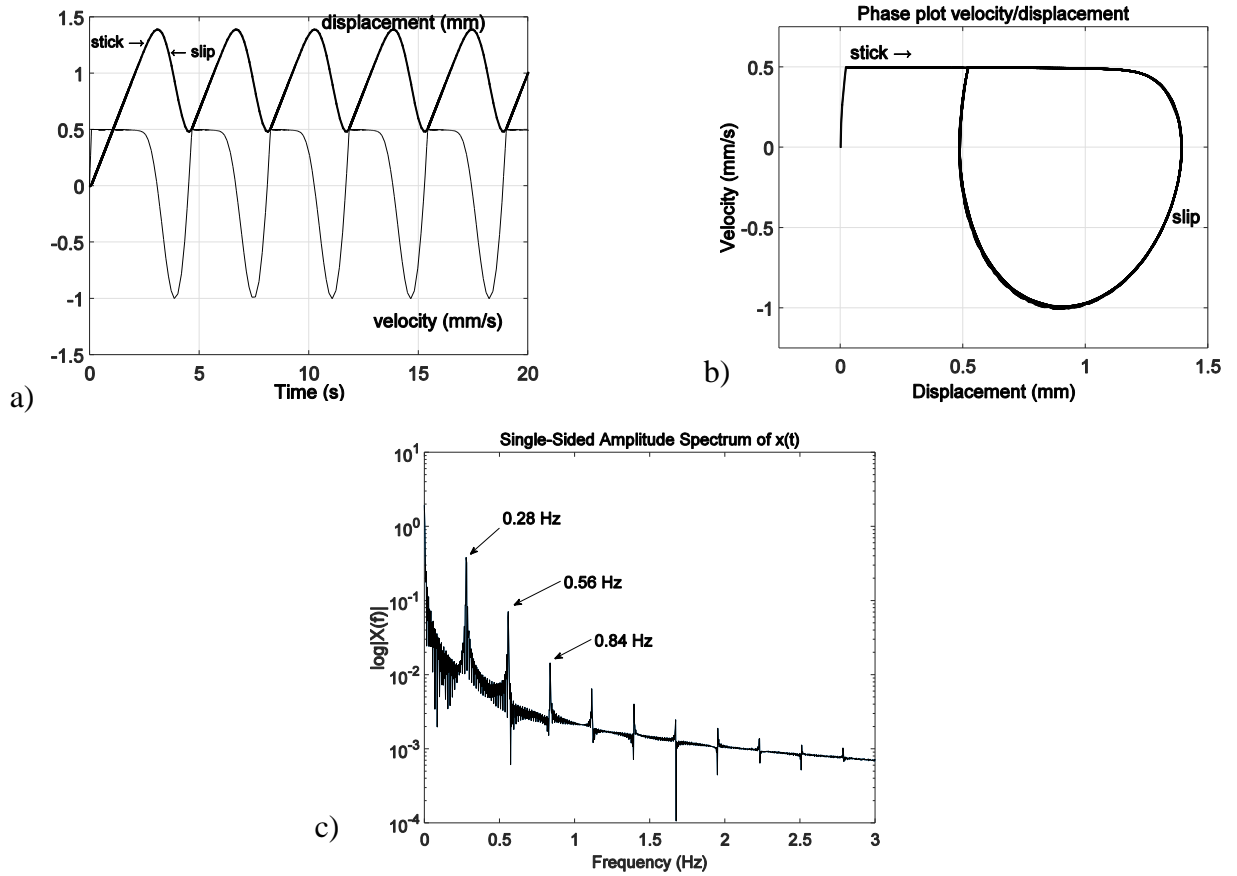 1.5
1
0.5
0
-0.5
-1
-1.5
displacement (mm)
stick →
← slip
velocity (mm/s)
0 5 10 15 20
Time (s)
a)
Phase plot velocity/displacement
stick →
0.5
0
-0.5
-1
Velocity (mm/s)
slip
0 0.5 1 1.5
Displacement (mm)
b)
Single-Sided Amplitude Spectrum of x(t)
10^1
10^0
10^-1
10^-2
10^-3
10^-4
log|X(f)|
0.28 Hz
0.56 Hz
0.84 Hz
0 0.5 1 1.5 2 2.5 3
Frequency (Hz)
c)